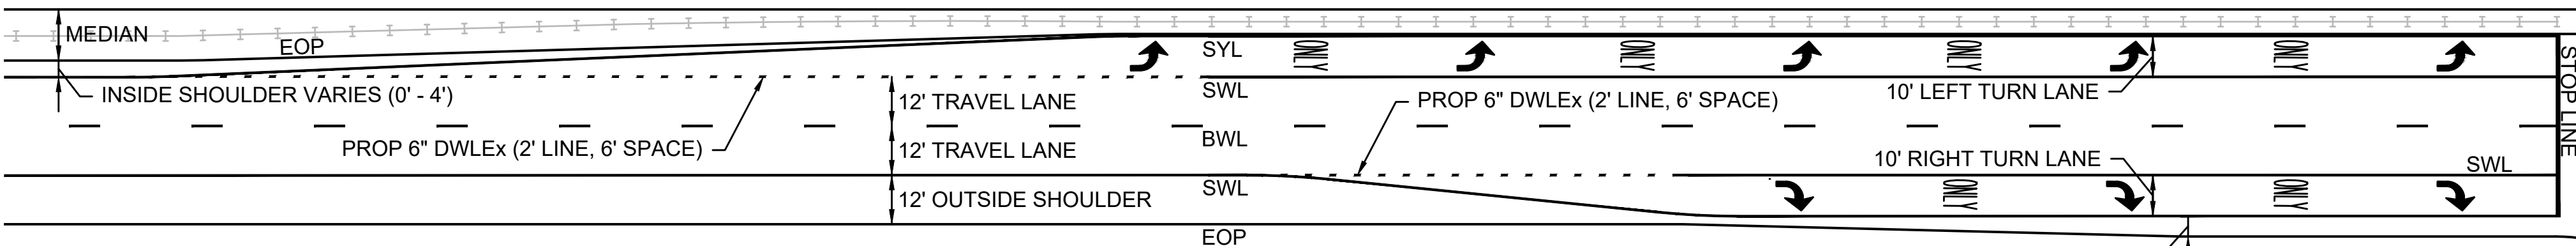 MEDIAN
EOP
INSIDE SHOULDER VARIES (0' - 4')
PROP 6" DWLEx (2' LINE, 6' SPACE)
12' TRAVEL LANE
12' TRAVEL LANE
12' OUTSIDE SHOULDER
SYL
SWL
BWL
SWL
EOP
ONLY
ONLY
ONLY
ONLY
PROP 6" DWLEx (2' LINE, 6' SPACE)
10' LEFT TURN LANE
10' RIGHT TURN LANE
SWL
ONLY
ONLY
STOP LINE